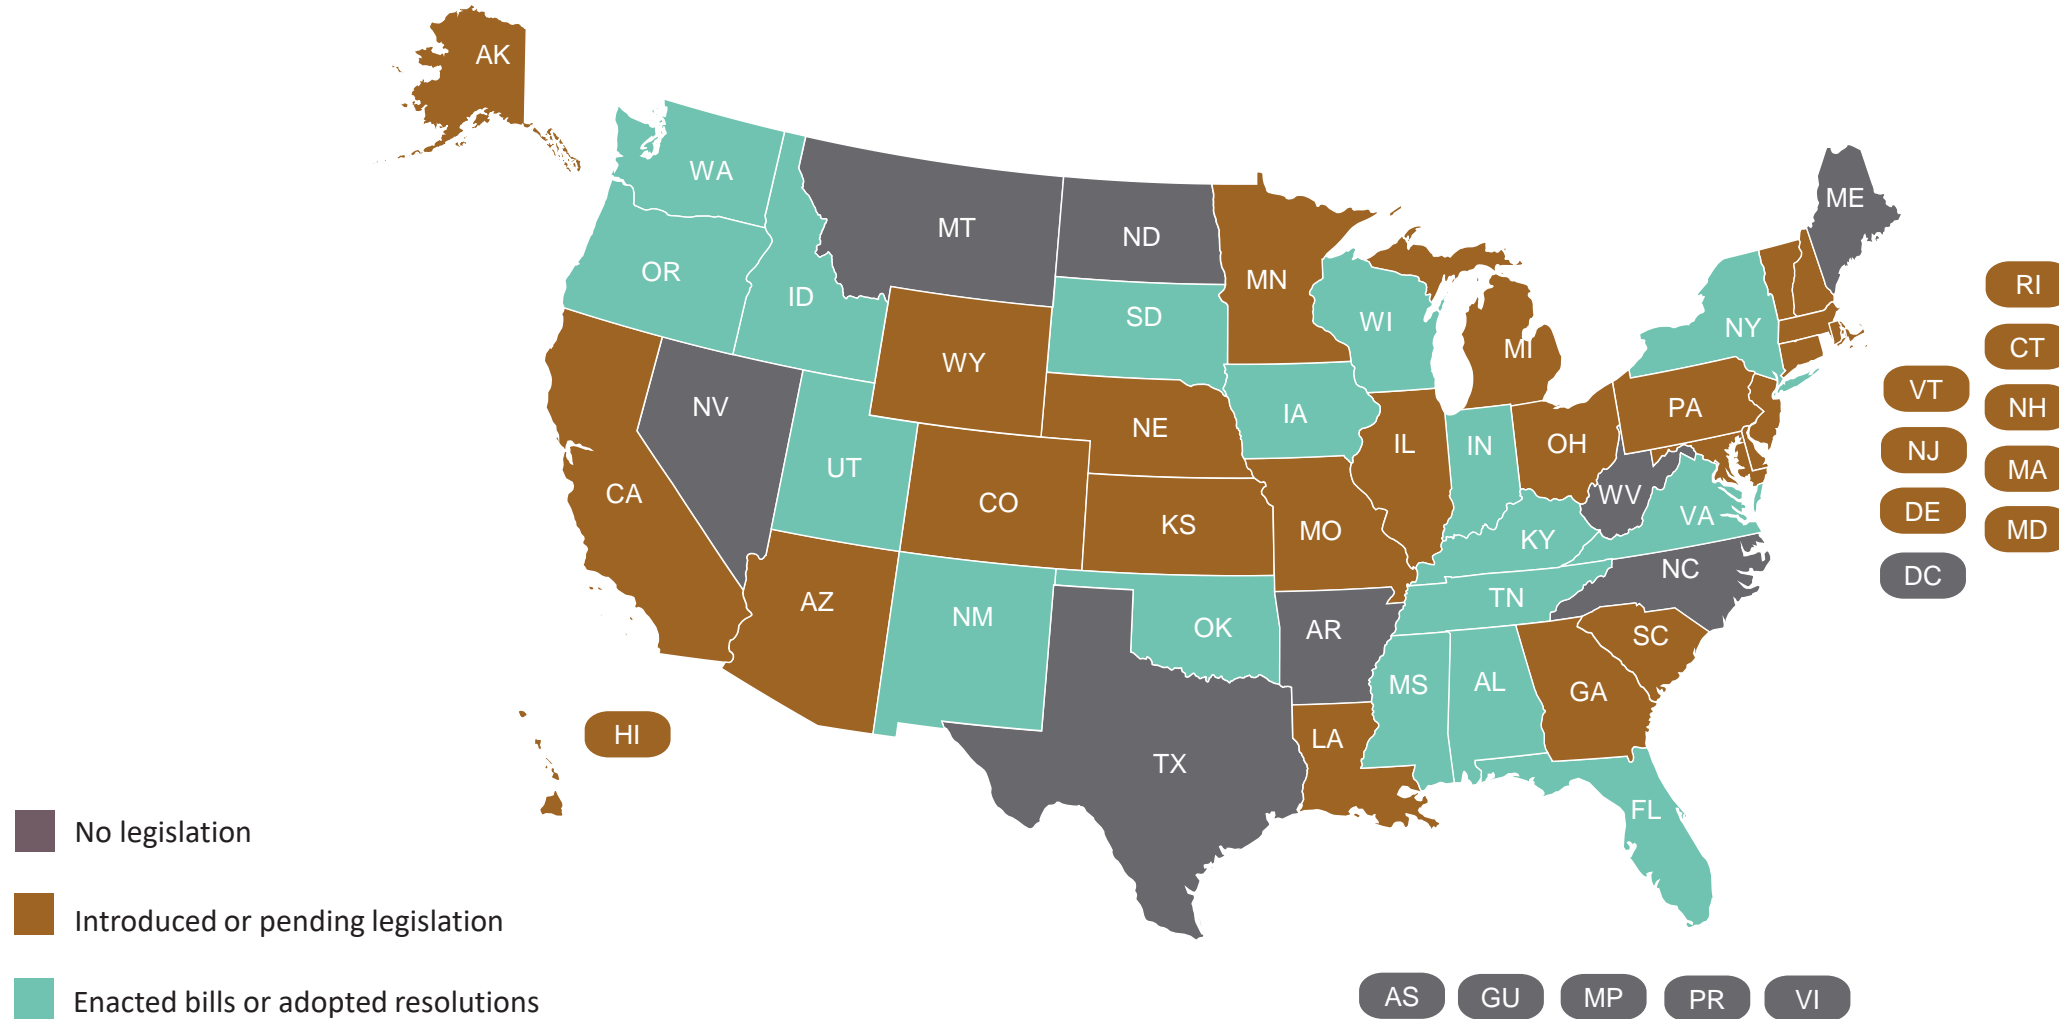 AK
WA
ME
MT
ND
OR
MN
RI
ID
SD
WI
NY
MI
CT
WY
VT
NV
NE
IA
PA
NH
IL
IN
OH
NJ
UT
MA
CA
CO
WV
KS
VA
DE
MO
MD
KY
NC
DC
AZ
TN
NM
OK
AR
SC
MS
AL
GA
HI
LA
TX
FL
No legislation
Introduced or pending legislation
Enacted bills or adopted resolutions
AS
GU
MP
PR
VI